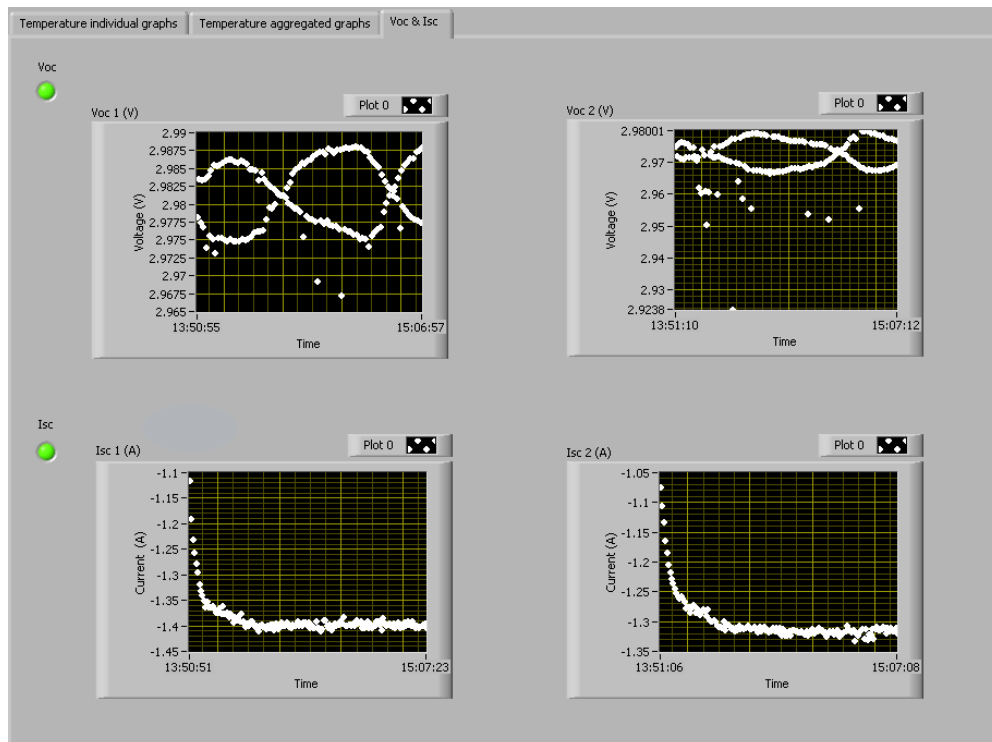 Temperature individual graphs
Temperature aggregated graphs
Voc & Isc
Voc
Voc 1 (V)
Plot 0
Voltage (V)
2.99
2.9875
2.985
2.9825
2.98
2.9775
2.975
2.9725
2.97
2.9675
2.965
13:50:55
15:06:57
Time
Voc 2 (V)
Plot 0
Voltage (V)
2.98001
2.97
2.96
2.95
2.94
2.93
2.9238
13:51:10
15:07:12
Time
Isc
Isc 1 (A)
Plot 0
Current (A)
-1.1
-1.15
-1.2
-1.25
-1.3
-1.35
-1.4
-1.45
13:50:51
15:07:23
Time
Isc 2 (A)
Plot 0
Current (A)
-1.05
-1.1
-1.15
-1.2
-1.25
-1.3
-1.35
13:51:06
15:07:08
Time